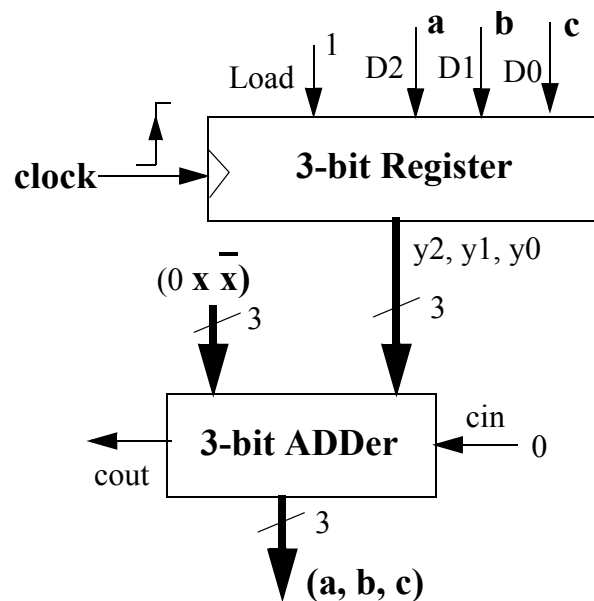 a b c
1
Load D2 D1 D0
3-bit Register
clock
y2, y1, y0
(0 x x̅)
3 3
3-bit ADDer
cin
0
cout
3
(a, b, c)